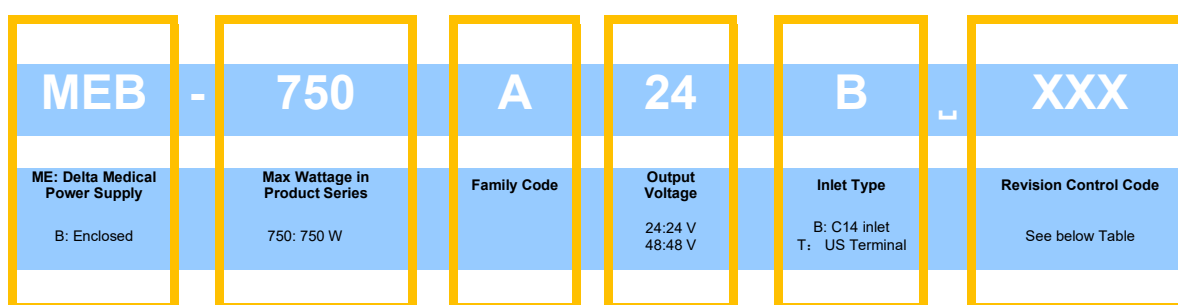 MEB - 750 A 24 B ␣ XXX
ME: Delta Medical
Power Supply
B: Enclosed
Max Wattage in
Product Series
750: 750 W
Family Code
Output
Voltage
24:24 V
48:48 V
Inlet Type
B: C14 inlet
T: US Terminal
Revision Control Code
See below Table